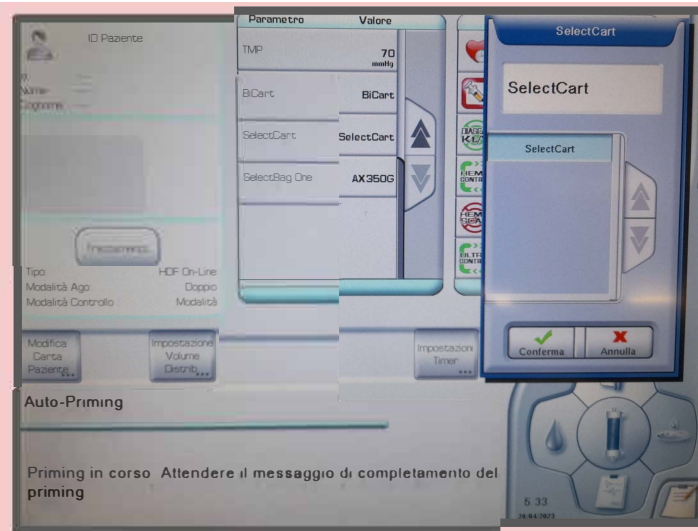 ID Paziente
Parametro Valore
TMP 70
mmHg
BiCart BiCart
SelectCart SelectCart
SelectBag One AX350G
SelectCart
SelectCart
SelectCart
Conferma Annulla
Tipo: HDF On-Line
Modalità Ago: Doppio
Modalità Controllo: Modalità
Modifica
Carta
Paziente...
Impostazione
Volume
Distrib...
Impostazioni
Timer
...
Auto-Priming
Priming in corso Attendere il messaggio di completamento del
priming
5 33